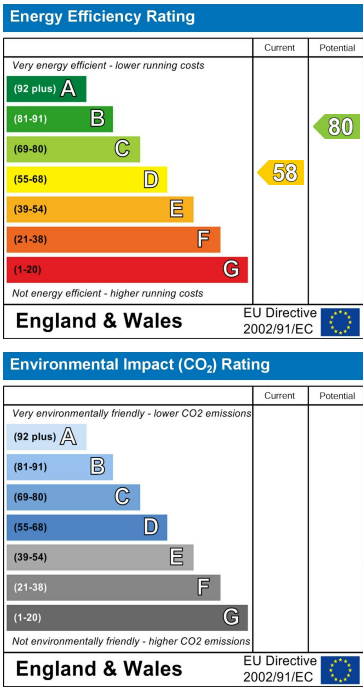 Energy Efficiency Rating
Current Potential
Very energy efficient - lower running costs
(92 plus) A
(81-91) B
(69-80) C
(55-68) D
(39-54) E
(21-38) F
(1-20) G
58
80
Not energy efficient - higher running costs
England & Wales
EU Directive
2002/91/EC
Environmental Impact (CO₂) Rating
Current Potential
Very environmentally friendly - lower CO2 emissions
(92 plus) A
(81-91) B
(69-80) C
(55-68) D
(39-54) E
(21-38) F
(1-20) G
Not environmentally friendly - higher CO2 emissions
England & Wales
EU Directive
2002/91/EC